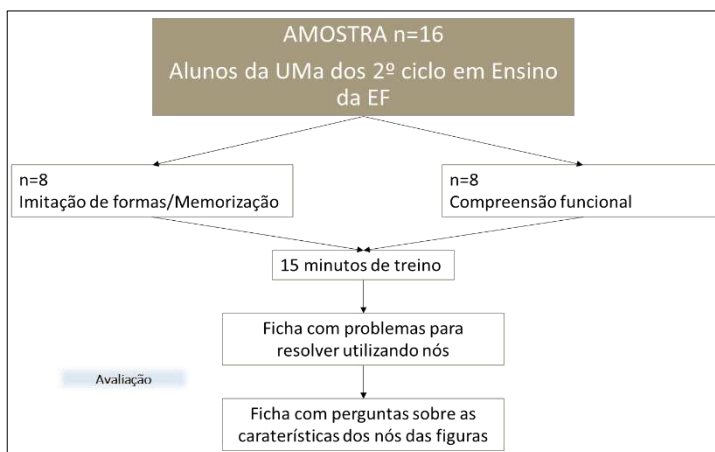 AMOSTRA n=16
Alunos da UMa dos 2º ciclo em Ensino
da EF
n=8
Imitação de formas/Memorização
n=8
Compreensão funcional
15 minutos de treino
Ficha com problemas para
resolver utilizando nós
Avaliação
Ficha com perguntas sobre as
caraterísticas dos nós das figuras